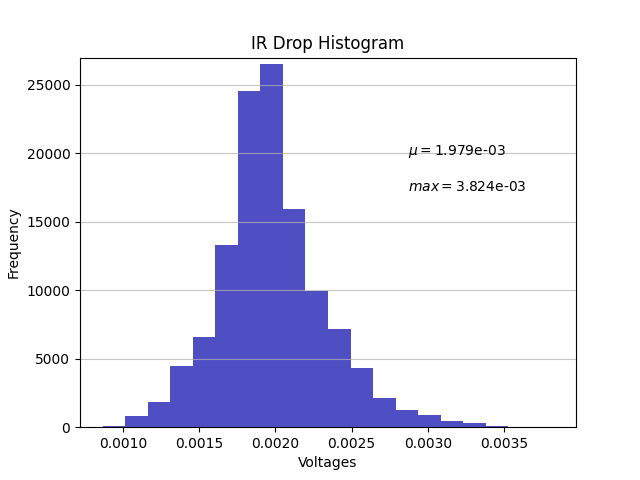 IR Drop Histogram
25000
20000
15000
10000
5000
0
Frequency
μ = 1.979e-03
max = 3.824e-03
0.0010 0.0015 0.0020 0.0025 0.0030 0.0035
Voltages